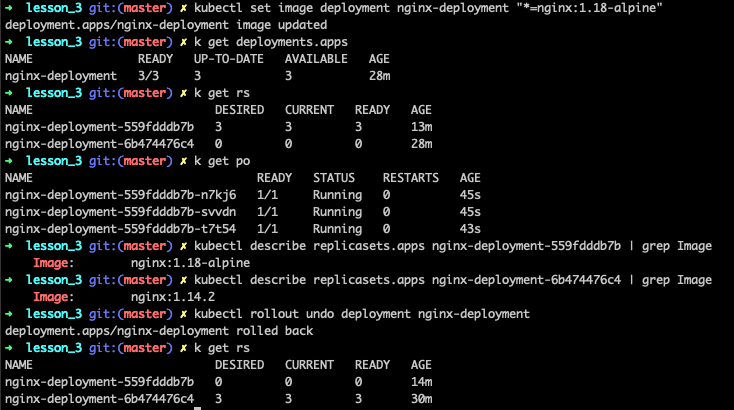 ➜  lesson_3 git:(master) ✗ kubectl set image deployment nginx-deployment "*=nginx:1.18-alpine"
deployment.apps/nginx-deployment image updated
➜  lesson_3 git:(master) ✗ k get deployments.apps
NAME               READY   UP-TO-DATE   AVAILABLE   AGE
nginx-deployment   3/3     3            3           28m
➜  lesson_3 git:(master) ✗ k get rs
NAME                          DESIRED   CURRENT   READY   AGE
nginx-deployment-559fdddb7b   3         3         3       13m
nginx-deployment-6b474476c4   0         0         0       28m
➜  lesson_3 git:(master) ✗ k get po
NAME                                READY   STATUS    RESTARTS   AGE
nginx-deployment-559fdddb7b-n7kj6   1/1     Running   0          45s
nginx-deployment-559fdddb7b-svvdn   1/1     Running   0          45s
nginx-deployment-559fdddb7b-t7t54   1/1     Running   0          43s
➜  lesson_3 git:(master) ✗ kubectl describe replicasets.apps nginx-deployment-559fdddb7b | grep Image
    Image:        nginx:1.18-alpine
➜  lesson_3 git:(master) ✗ kubectl describe replicasets.apps nginx-deployment-6b474476c4 | grep Image
    Image:        nginx:1.14.2
➜  lesson_3 git:(master) ✗ kubectl rollout undo deployment nginx-deployment
deployment.apps/nginx-deployment rolled back
➜  lesson_3 git:(master) ✗ k get rs
NAME                          DESIRED   CURRENT   READY   AGE
nginx-deployment-559fdddb7b   0         0         0       14m
nginx-deployment-6b474476c4   3         3         3       30m